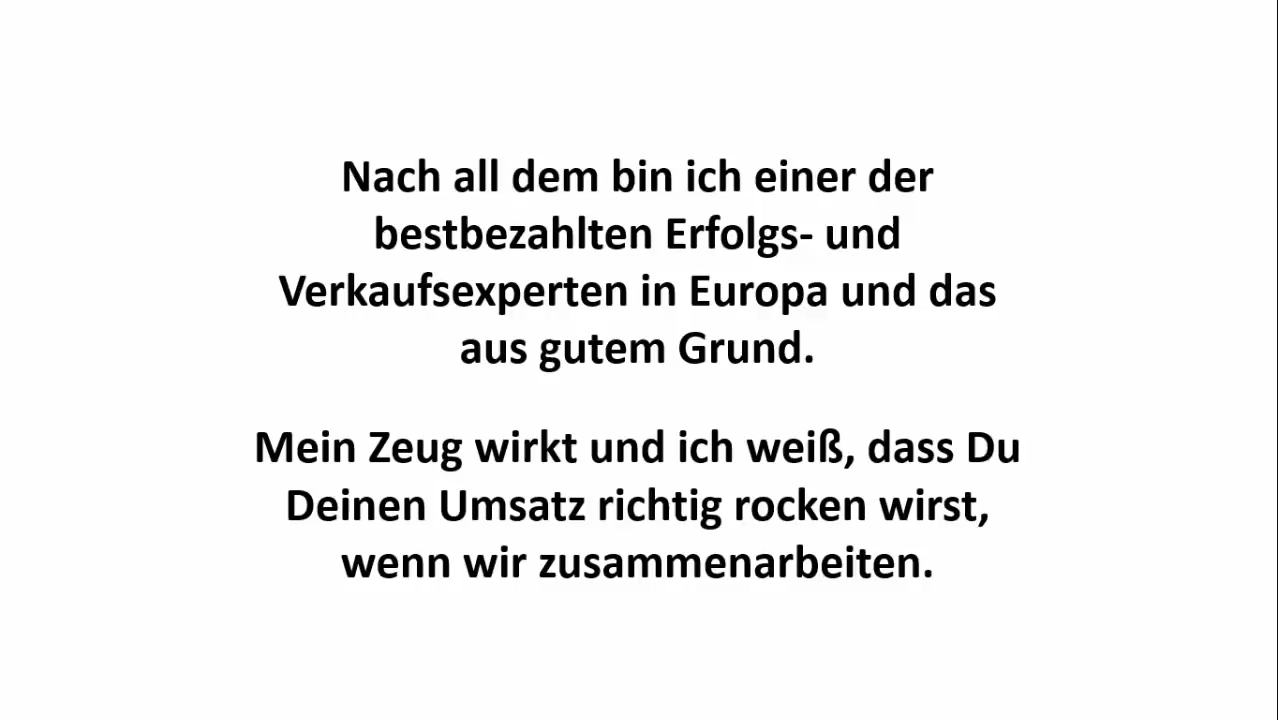 Nach all dem bin ich einer der
bestbezahlten Erfolgs- und
Verkaufsexperten in Europa und das
aus gutem Grund.
Mein Zeug wirkt und ich weiß, dass Du
Deinen Umsatz richtig rocken wirst,
wenn wir zusammenarbeiten.